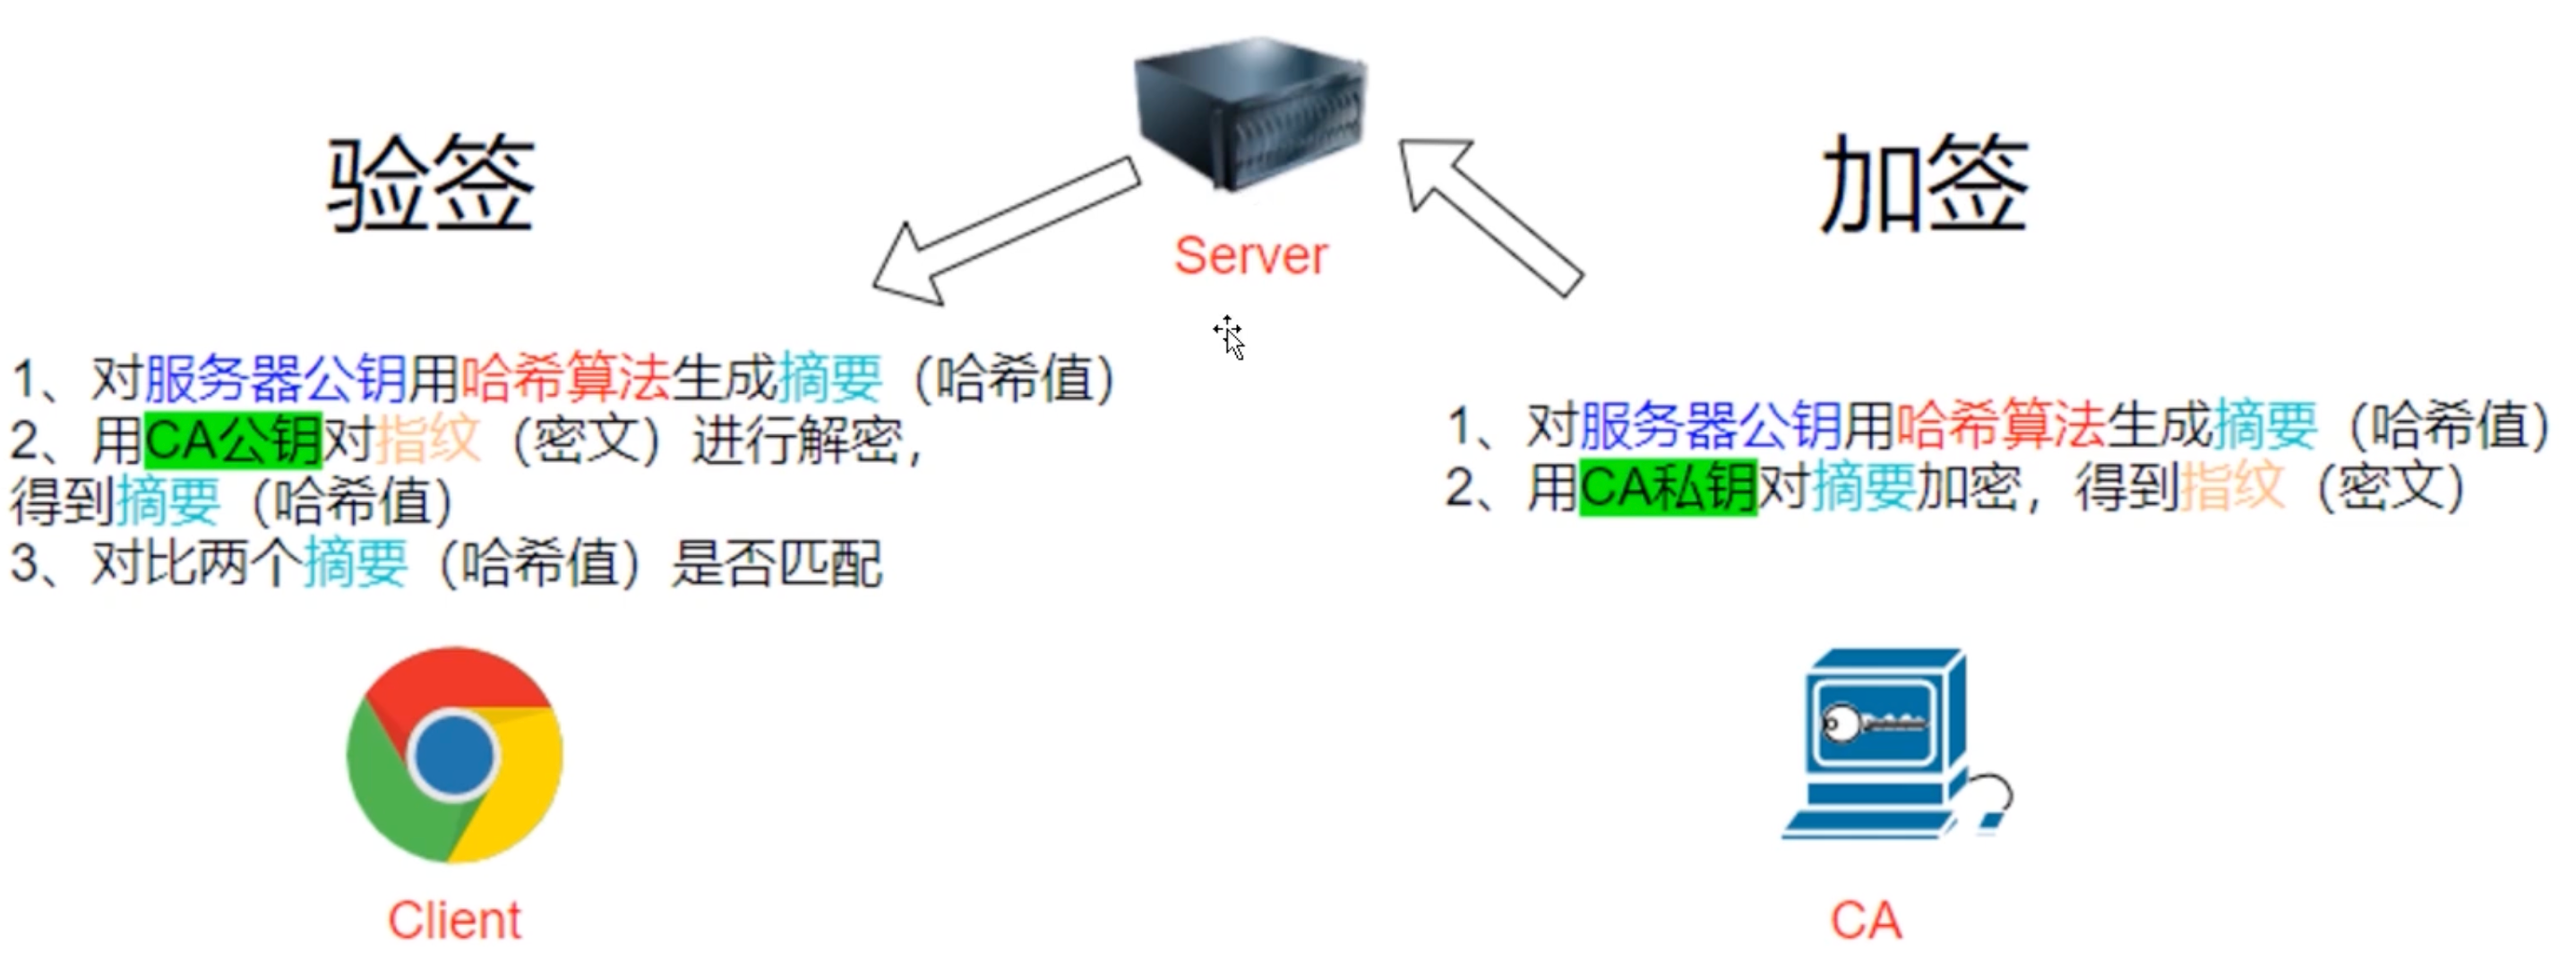 验签
Server
加签
1、对服务器公钥用哈希算法生成摘要（哈希值）
2、用CA公钥对指纹（密文）进行解密，
得到摘要（哈希值）
3、对比两个摘要（哈希值）是否匹配
1、对服务器公钥用哈希算法生成摘要（哈希值）
2、用CA私钥对摘要加密，得到指纹（密文）
Client
CA